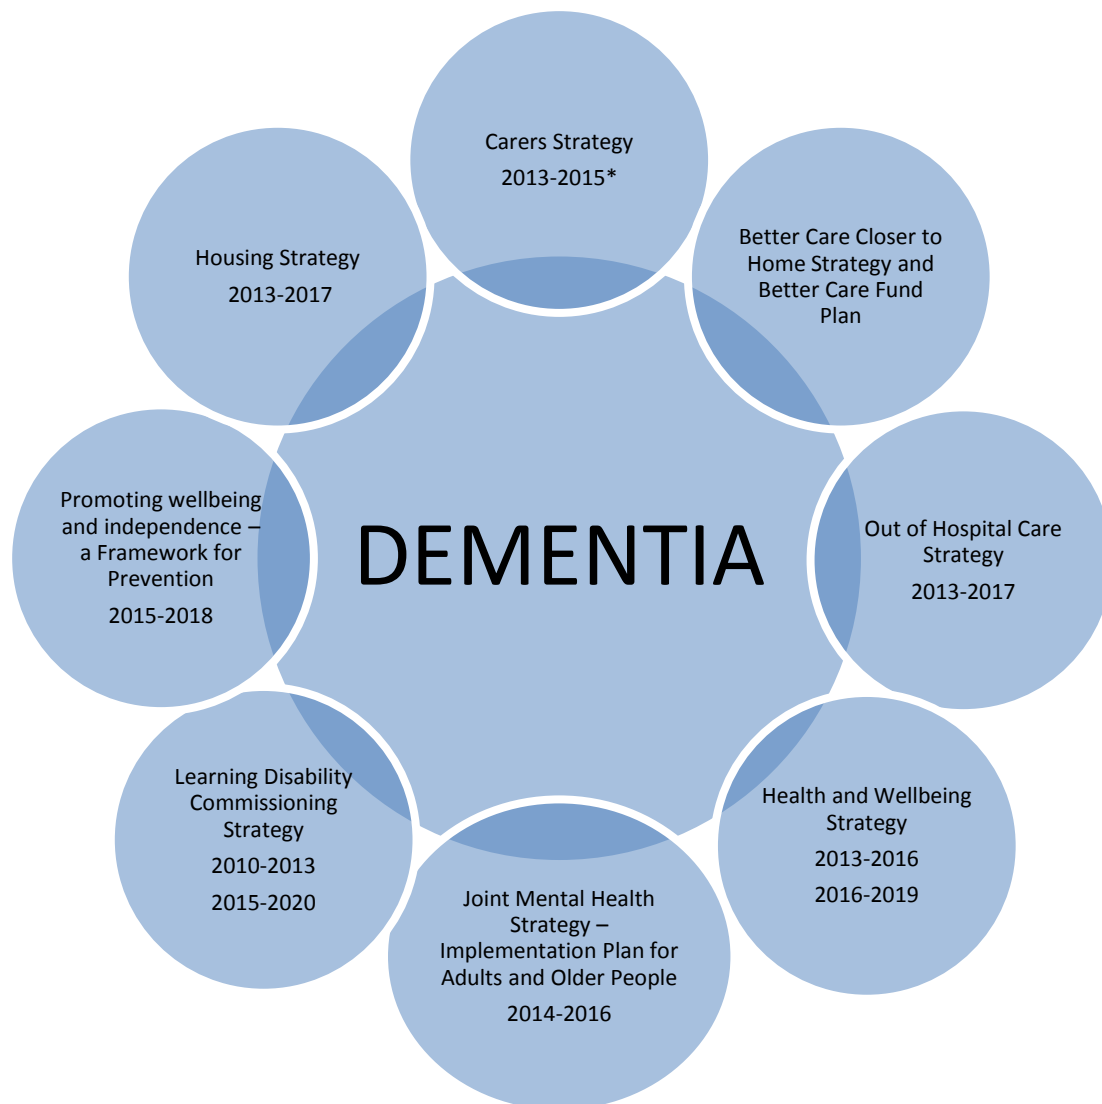 Carers Strategy
2013-2015*
Better Care Closer to
Home Strategy and
Better Care Fund
Plan
Out of Hospital Care
Strategy
2013-2017
Health and Wellbeing
Strategy
2013-2016
2016-2019
Joint Mental Health
Strategy –
Implementation Plan for
Adults and Older People
2014-2016
Learning Disability
Commissioning
Strategy
2010-2013
2015-2020
Promoting wellbeing
and independence –
a Framework for
Prevention
2015-2018
Housing Strategy
2013-2017
DEMENTIA